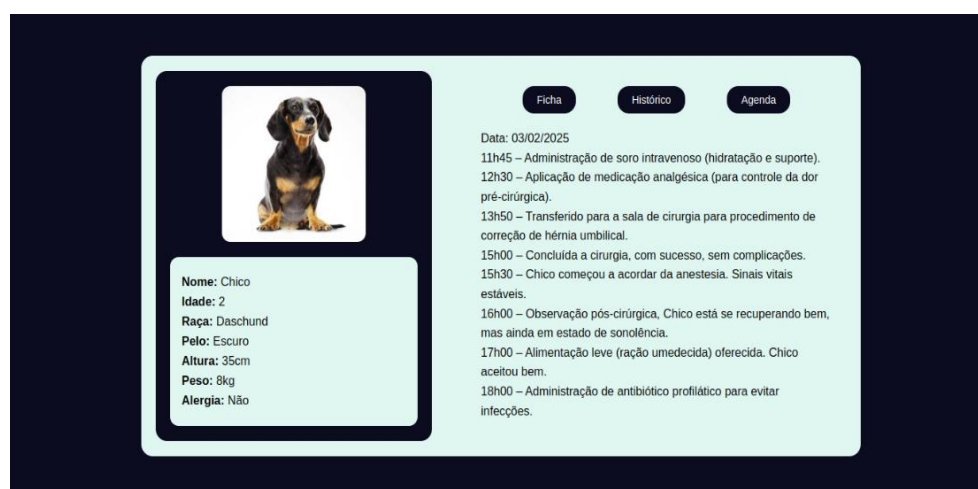 Ficha
Histórico
Agenda
Nome: Chico
Idade: 2
Raça: Daschund
Pelo: Escuro
Altura: 35cm
Peso: 8kg
Alergia: Não
Data: 03/02/2025
11h45 – Administração de soro intravenoso (hidratação e suporte).
12h30 – Aplicação de medicação analgésica (para controle da dor
pré-cirúrgica).
13h50 – Transferido para a sala de cirurgia para procedimento de
correção de hérnia umbilical.
15h00 – Concluída a cirurgia, com sucesso, sem complicações.
15h30 – Chico começou a acordar da anestesia. Sinais vitais
estáveis.
16h00 – Observação pós-cirúrgica, Chico está se recuperando bem,
mas ainda em estado de sonolência.
17h00 – Alimentação leve (ração umedecida) oferecida. Chico
aceitou bem.
18h00 – Administração de antibiótico profilático para evitar
infecções.